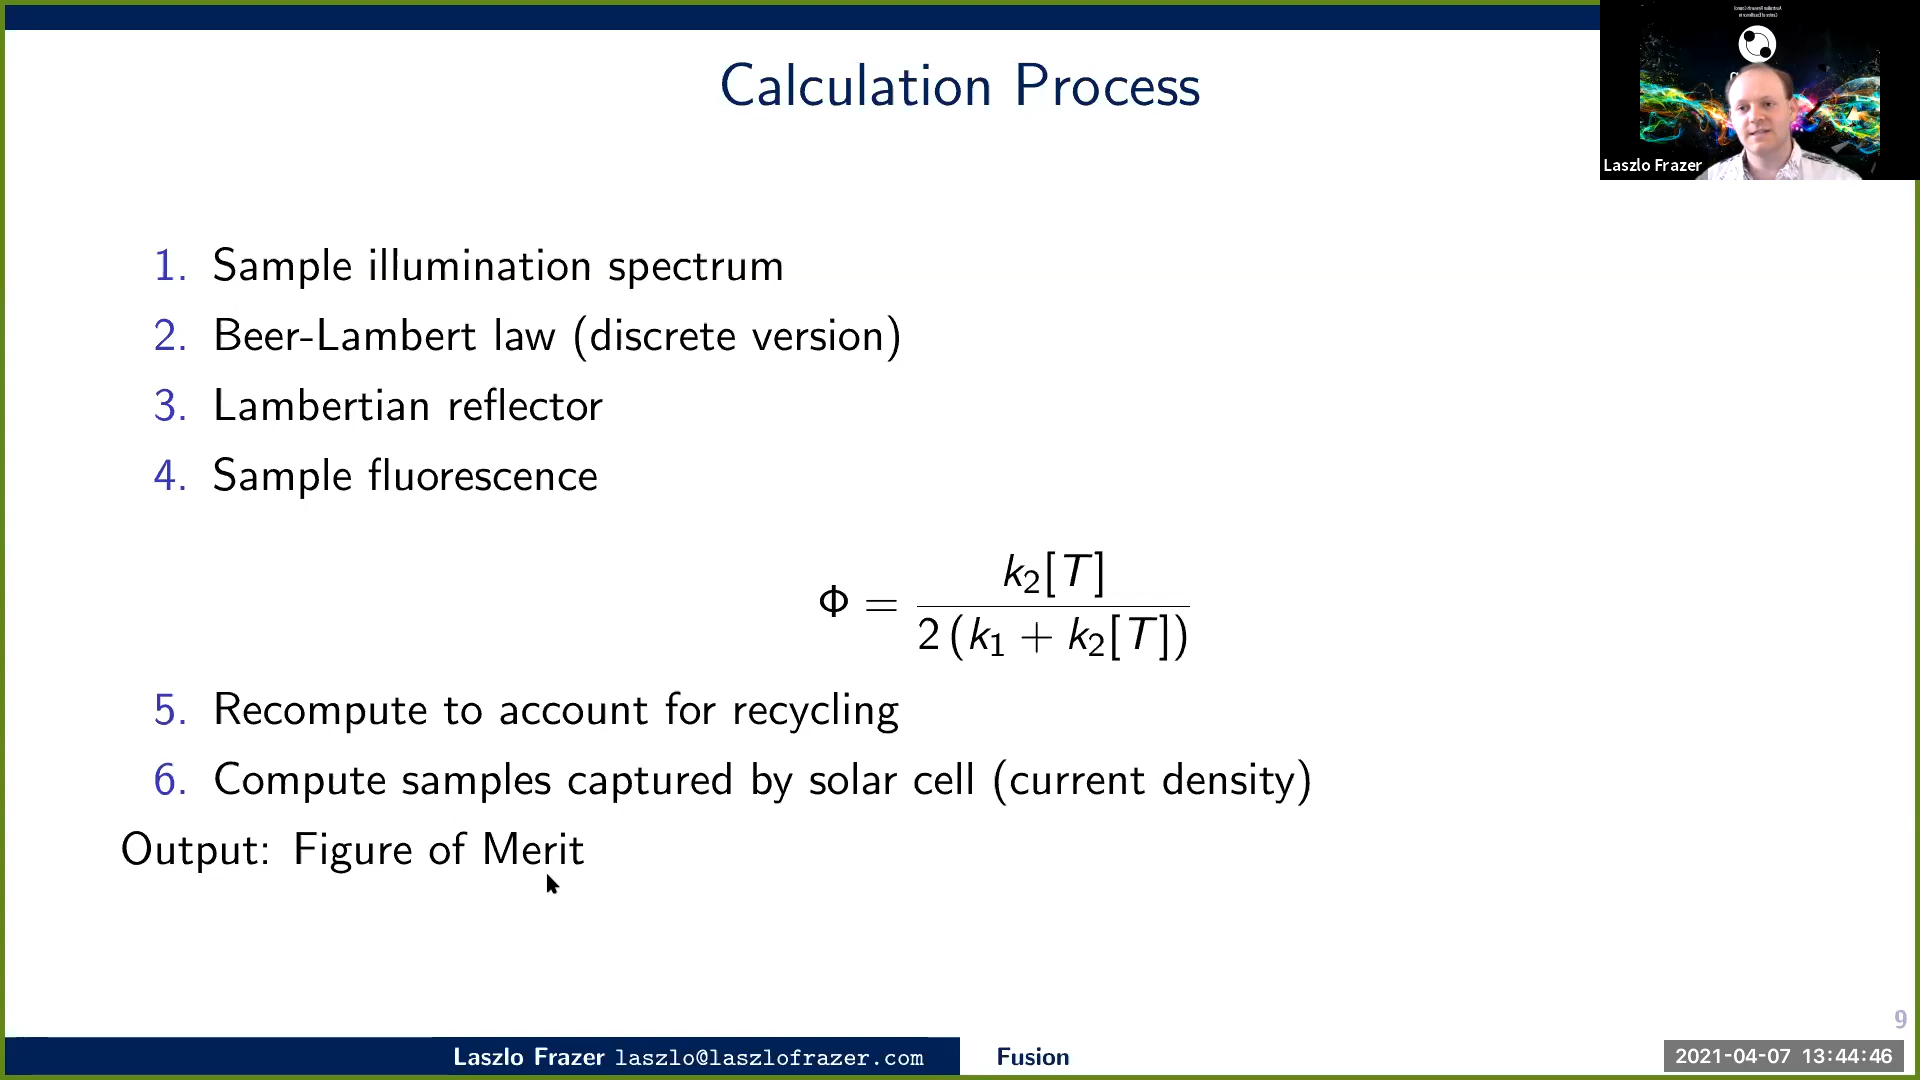 Calculation Process
Laszlo Frazer
1. Sample illumination spectrum
2. Beer-Lambert law (discrete version)
3. Lambertian reflector
4. Sample fluorescence
Φ = k₂[T] / 2 (k₁ + k₂[T])
5. Recompute to account for recycling
6. Compute samples captured by solar cell (current density)
Output: Figure of Merit
9
Laszlo Frazer laszlo@laszlofrazer.com Fusion
2021-04-07 13:44:46